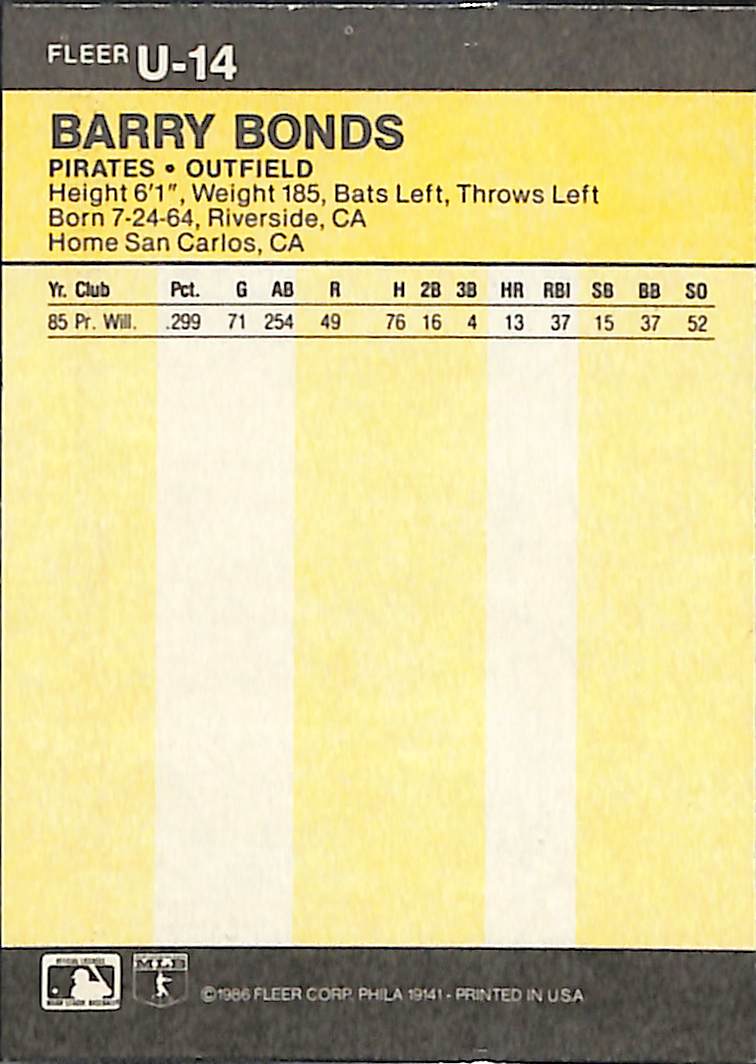 FLEER U-14
BARRY BONDS
PIRATES • OUTFIELD
Height 6'1", Weight 185, Bats Left, Throws Left
Born 7-24-64, Riverside, CA
Home San Carlos, CA
Yr. Club Pct. G AB R H 2B 3B HR RBI SB BB SO
85 Pr. Will. .299 71 254 49 76 16 4 13 37 15 37 52
MLB
©1986 FLEER CORP. PHILA 19141 - PRINTED IN USA